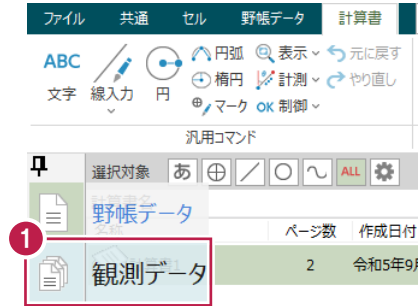 ファイル 共通 セル 野帳データ 計算書
ABC 文字 線入力 円 円弧 表示 元に戻す
楕円 計測 やり直し
マーク OK 制御
汎用コマンド
選択対象 あ ALL
野帳データ
ページ数 作成日付
1 観測データ 2 令和5年9月